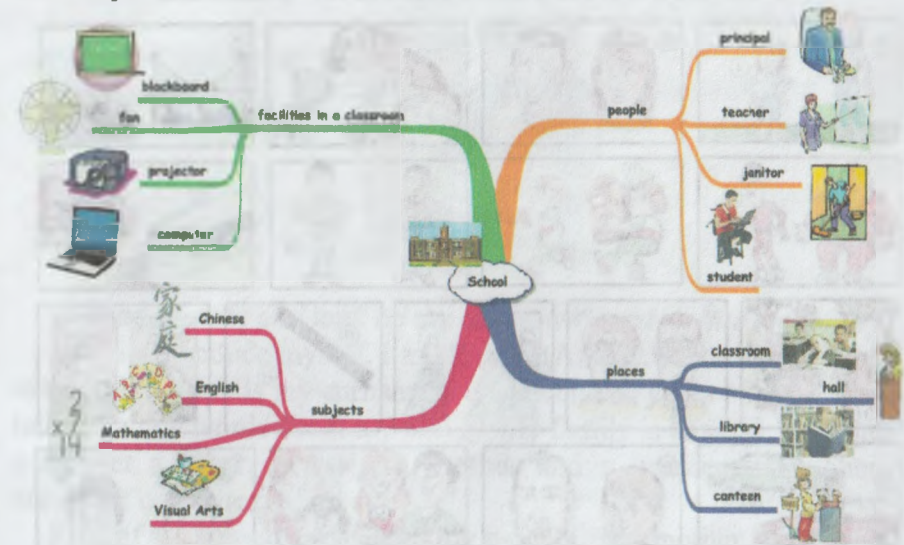 blackboard
fan
projector
computer
facilities in a classroom
people
principal
teacher
janitor
student
School
家
庭
Chinese
English
Mathematics
Visual Arts
subjects
2
x 7
14
places
classroom
hall
library
canteen